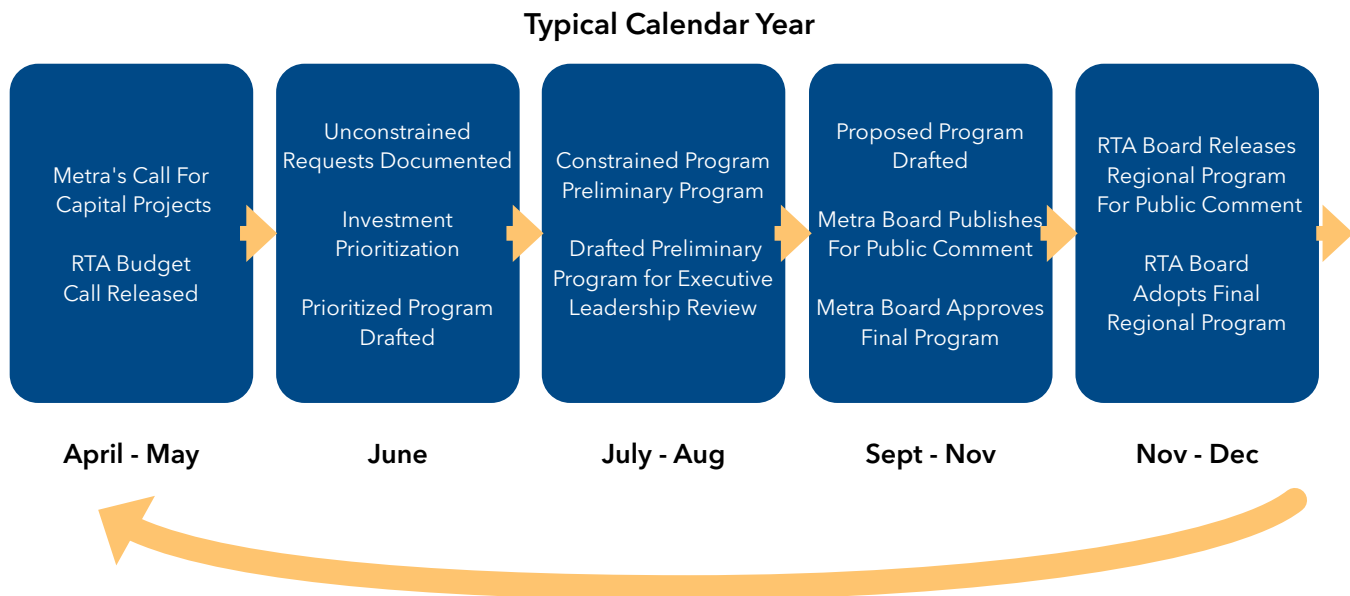 Typical Calendar Year
Metra's Call For
Capital Projects
RTA Budget
Call Released
Unconstrained
Requests Documented
Investment
Prioritization
Prioritized Program
Drafted
Constrained Program
Preliminary Program
Drafted Preliminary
Program for Executive
Leadership Review
Proposed Program
Drafted
Metra Board Publishes
For Public Comment
Metra Board Approves
Final Program
RTA Board Releases
Regional Program
For Public Comment
RTA Board
Adopts Final
Regional Program
April - May
June
July - Aug
Sept - Nov
Nov - Dec